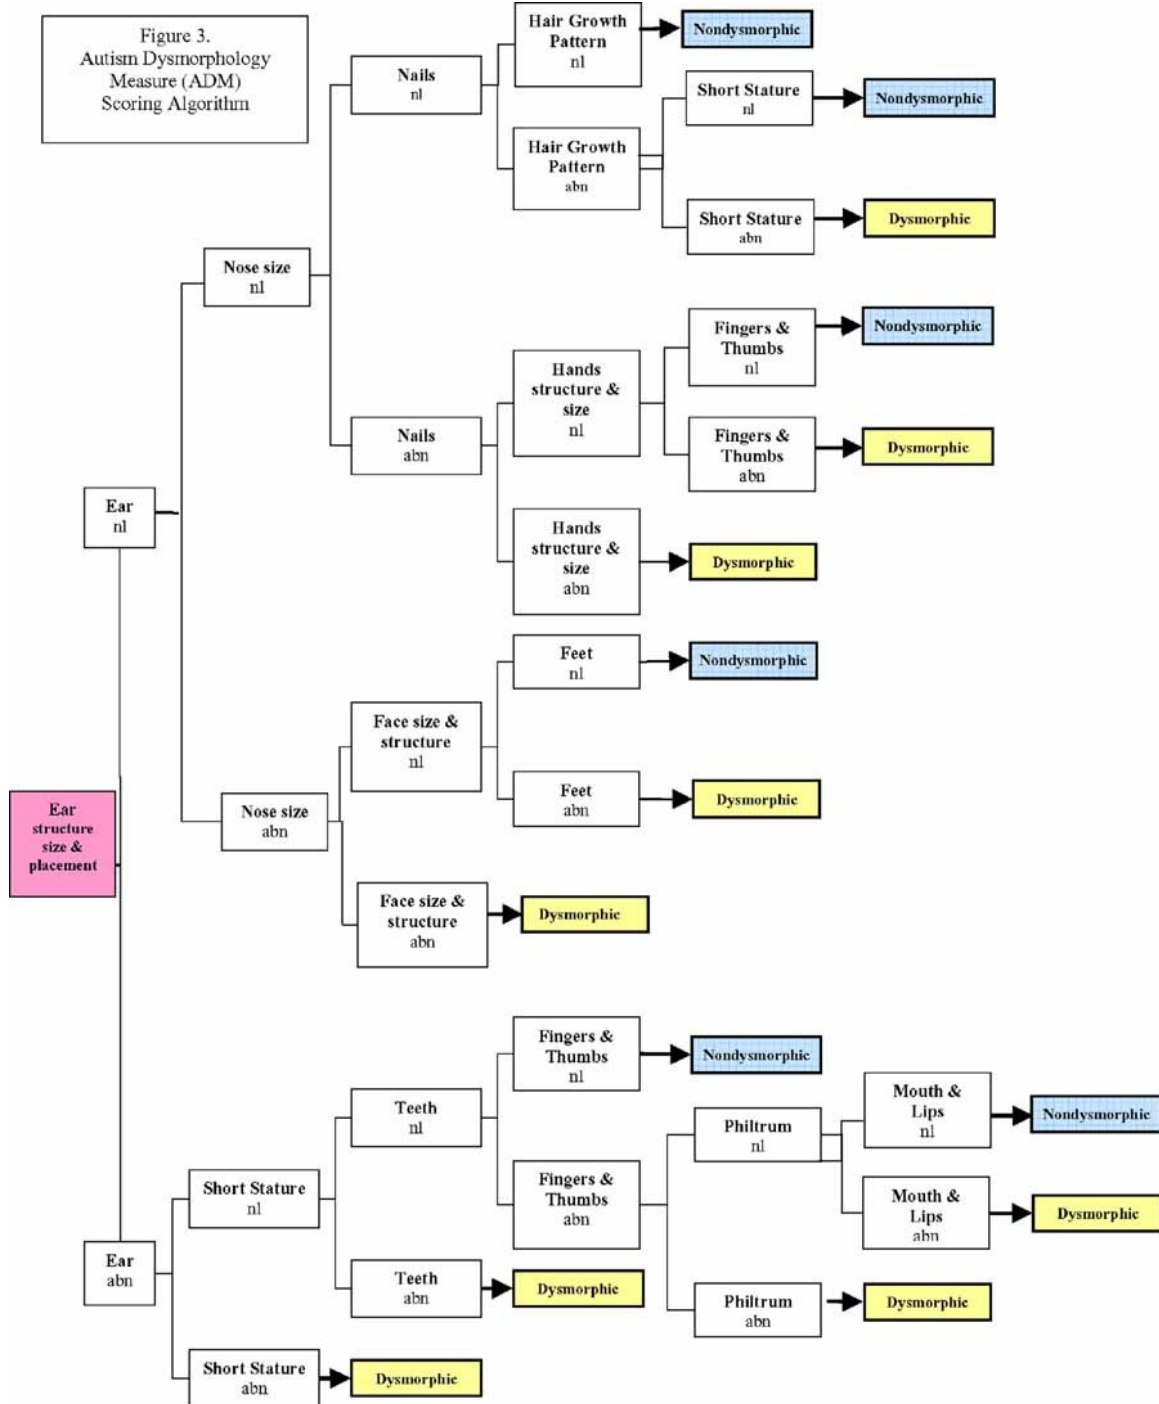 Figure 3.
Autism Dysmorphology
Measure (ADM)
Scoring Algorithm
Hair Growth
Pattern
nl
Nondysmorphic
Nails
nl
Short Stature
nl
Nondysmorphic
Hair Growth
Pattern
abn
Short Stature
abn
Dysmorphic
Nose size
nl
Fingers &
Thumbs
nl
Nondysmorphic
Hands
structure &
size
nl
Nails
abn
Fingers &
Thumbs
abn
Dysmorphic
Ear
nl
Hands
structure &
size
abn
Dysmorphic
Feet
nl
Nondysmorphic
Face size &
structure
nl
Feet
abn
Dysmorphic
Nose size
abn
Ear
structure
size &
placement
Face size &
structure
abn
Dysmorphic
Fingers &
Thumbs
nl
Nondysmorphic
Teeth
nl
Mouth &
Lips
nl
Nondysmorphic
Philtrum
nl
Short Stature
nl
Fingers &
Thumbs
abn
Mouth &
Lips
abn
Dysmorphic
Ear
abn
Teeth
abn
Dysmorphic
Philtrum
abn
Dysmorphic
Short Stature
abn
Dysmorphic